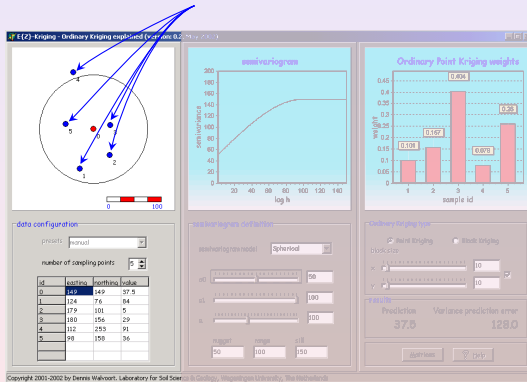 E{Z}-Kriging - Ordinary Kriging explained (version: 0.2
semivariogram
semivariance
200
180
160
140
120
100
80
60
40
20
0
20 40 60 80 100 120 140
lag h
Ordinary Point Kriging weights
weight
0.45
0.4
0.35
0.3
0.25
0.2
0.15
0.1
0.05
0
0.404
0.26
0.157
1 2 3 4 5
sample id
4
5
3
0
2
1
0 100
data configuration
presets manual
number of sampling points 5
id easting northing value
0 149 149 37.5
1 124 76 84
2 179 101 5
3 180 156 29
4 112 253 91
5 98 158 36
semivariogram definition
semivariogram model Spherical
50
100
100
nugget range sill
50 100 150
Ordinary Kriging type
Point Kriging Block Kriging
block size
x 10
y 10
results
Prediction Variance prediction error
37.5 128.0
Help
Copyright 2001-2002 by Dennis Walvoort. Laboratory for Soil Science & Geology, Wageningen University, The Netherlands